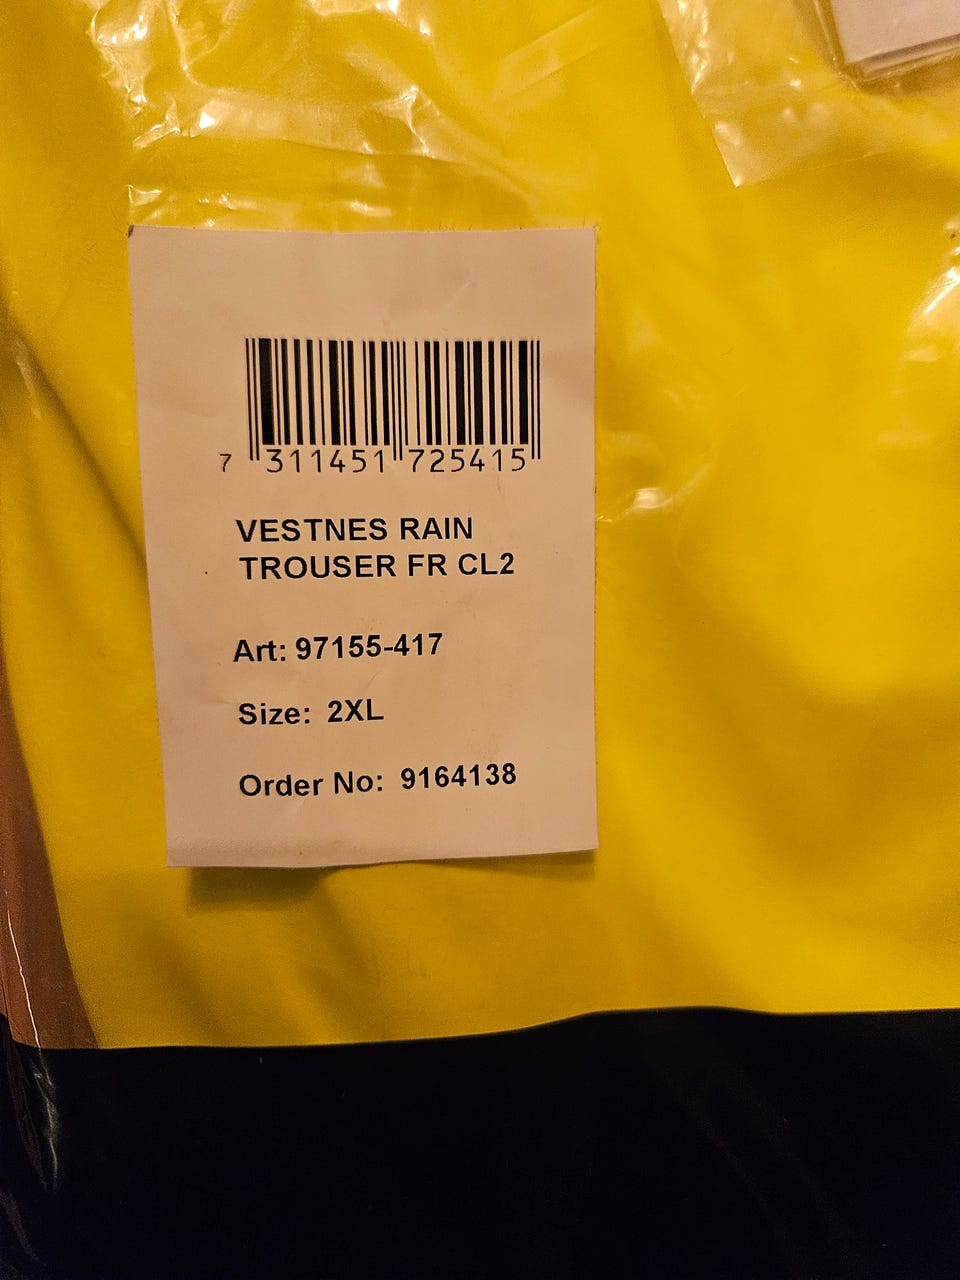 7 311451 725415
VESTNES RAIN
TROUSER FR CL2
Art: 97155-417
Size: 2XL
Order No: 9164138